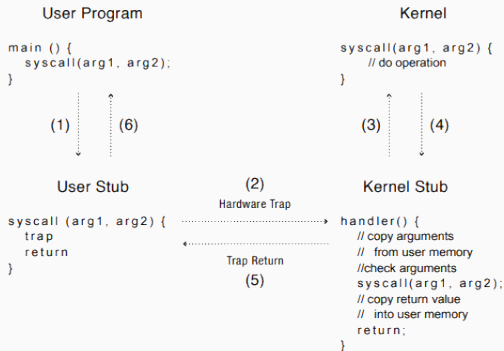 User Program
main () {
syscall(arg1, arg2);
}
Kernel
syscall(arg1, arg2) {
// do operation
}
(1)
(6)
(3)
(4)
User Stub
syscall (arg1, arg2) {
trap
return
}
(2)
Hardware Trap
Trap Return
(5)
Kernel Stub
handler() {
// copy arguments
// from user memory
//check arguments
syscall(arg1, arg2);
// copy return value
// into user memory
return;
}